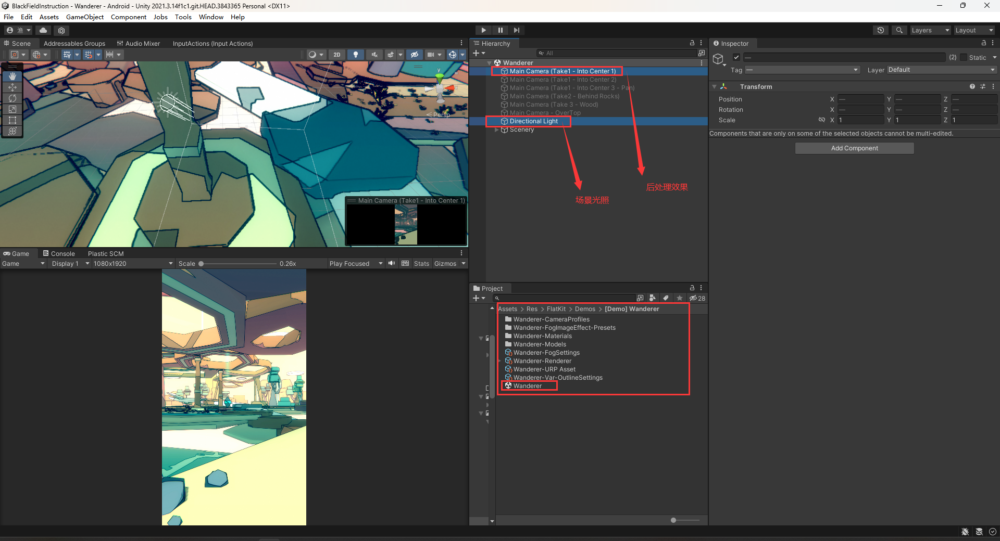 BlackFieldInstruction - Wanderer - Android - Unity 2021.3.14f1c1.git.HEAD.3843365 Personal <DX11>
File Edit Assets GameObject Component Jobs Tools Window Help
渔
Layers
Layout
Scene
Addressables Groups
Audio Mixer
InputActions (Input Actions)
2D
y
Persp
Main Camera (Take1 - Into Center 1)
Game
Console
Plastic SCM
Game
Display 1
1080x1920
Scale
0.26x
Play Focused
Stats
Gizmos
Hierarchy
All
Wanderer
Main Camera (Take1 - Into Center 1)
Main Camera (Take1 - Into Center 2)
Main Camera (Take1 - Into Center 3 - Pan)
Main Camera (Take2 - Behind Rocks)
Main Camera (Take 3 - Wood)
Main Camera - OverTop
Directional Light
Scenery
后处理效果
场景光照
Project
28
Assets > Res > FlatKit > Demos > [Demo] Wanderer
Wanderer-CameraProfiles
Wanderer-FogImageEffect-Presets
Wanderer-Materials
Wanderer-Models
Wanderer-FogSettings
Wanderer-Renderer
Wanderer-URP Asset
Wanderer-Var-OutlineSettings
Wanderer
Inspector
— (2) Static
Tag — Layer Default
Transform
Position X — Y — Z —
Rotation X — Y — Z —
Scale X 1 Y 1 Z 1
Components that are only on some of the selected objects cannot be multi-edited.
Add Component